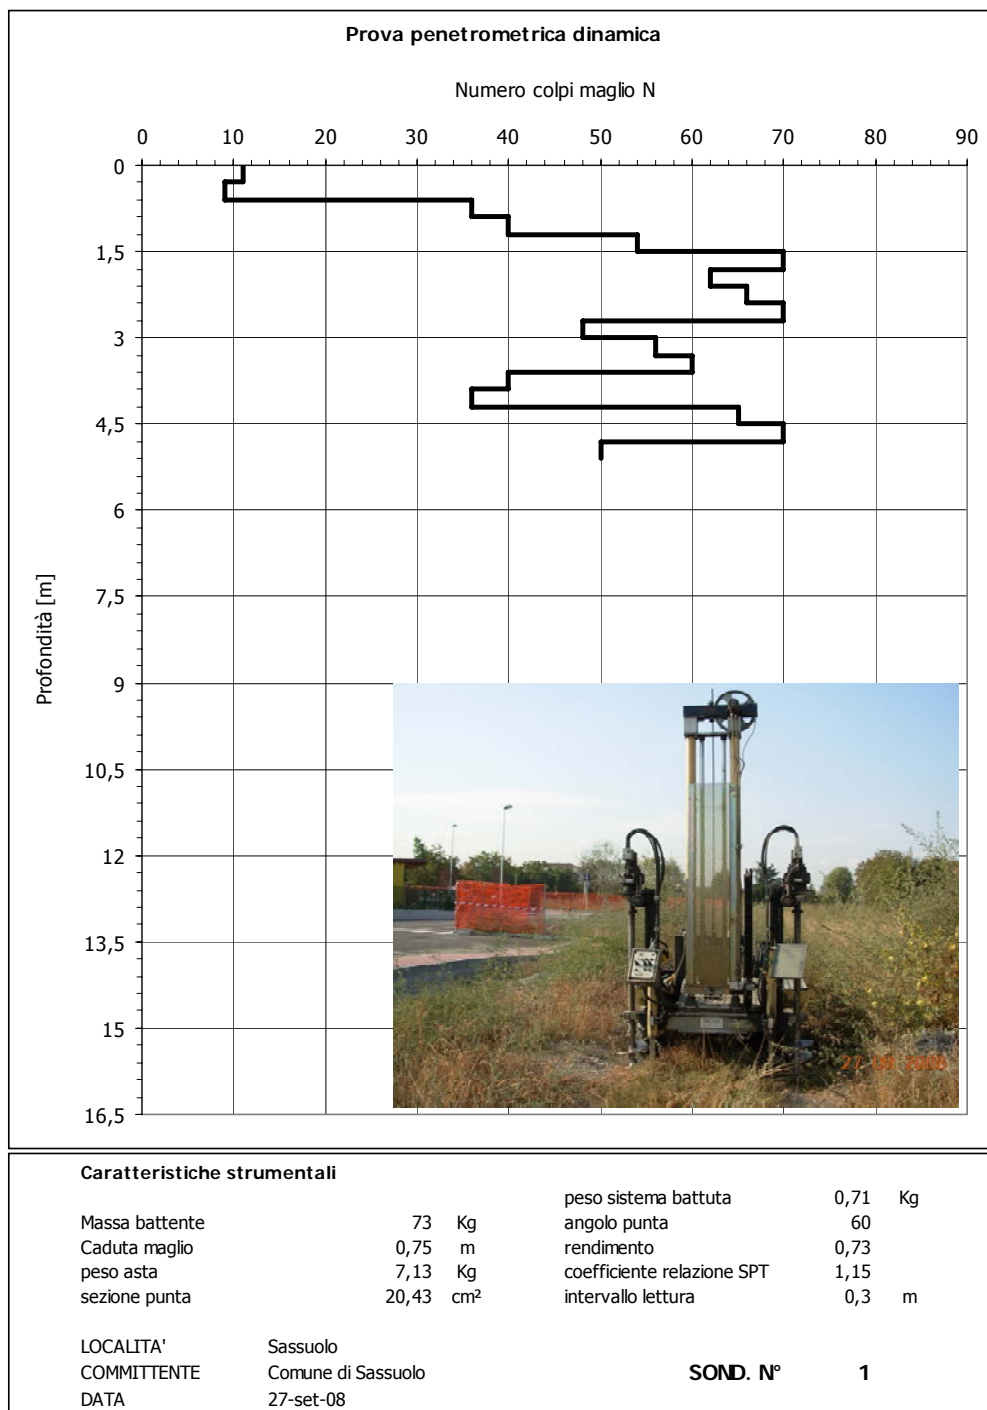 Prova penetrometrica dinamica
Numero colpi maglio N
0 10 20 30 40 50 60 70 80 90
0
1,5
3
4,5
6
7,5
9
10,5
12
13,5
15
16,5
Profondità [m]
27 09 2008
Caratteristiche strumentali
peso sistema battuta 0,71 Kg
Massa battente 73 Kg angolo punta 60
Caduta maglio 0,75 m rendimento 0,73
peso asta 7,13 Kg coefficiente relazione SPT 1,15
sezione punta 20,43 cm² intervallo lettura 0,3 m
LOCALITA' Sassuolo
COMMITTENTE Comune di Sassuolo SOND. N° 1
DATA 27-set-08